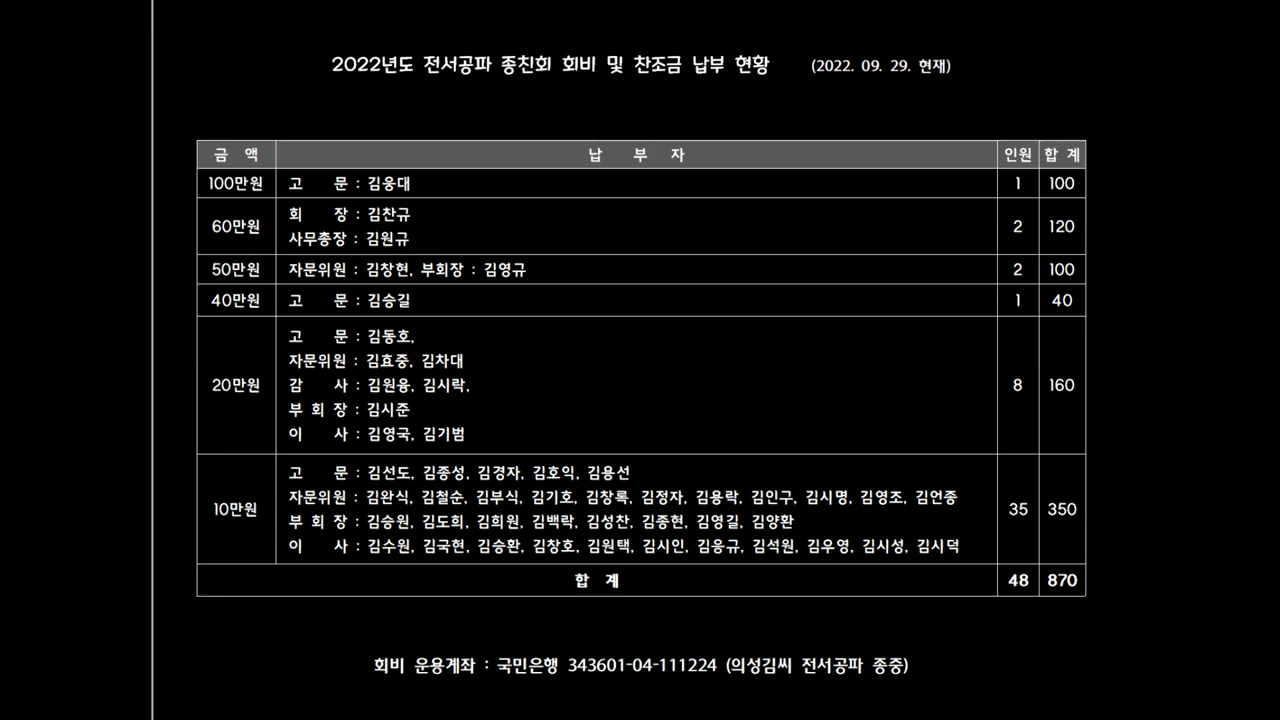 2022년도 전서공파 종친회 회비 및 찬조금 납부 현황 (2022. 09. 29. 현재)
금 액 납 부 자 인원 합 계
100만원 고 문 : 김웅대 1 100
60만원 회 장 : 김찬규 2 120
사무총장 : 김원규
50만원 자문위원 : 김창현, 부회장 : 김영규 2 100
40만원 고 문 : 김승길 1 40
20만원 고 문 : 김동호, 8 160
자문위원 : 김효중, 김차대
감 사 : 김원융, 김시락,
부 회 장 : 김시준
이 사 : 김영국, 김기범
10만원 고 문 : 김선도, 김종성, 김경자, 김호익, 김용선 35 350
자문위원 : 김완식, 김철순, 김부식, 김기호, 김창록, 김정자, 김용락, 김인구, 김시명, 김영조, 김언종
부 회 장 : 김승원, 김도희, 김희원, 김백락, 김성찬, 김종현, 김영길, 김양환
이 사 : 김수원, 김국현, 김승환, 김창호, 김원택, 김시인, 김응규, 김석원, 김우영, 김시성, 김시덕
합 계 48 870
회비 운용계좌 : 국민은행 343601-04-111224 (의성김씨 전서공파 종중)